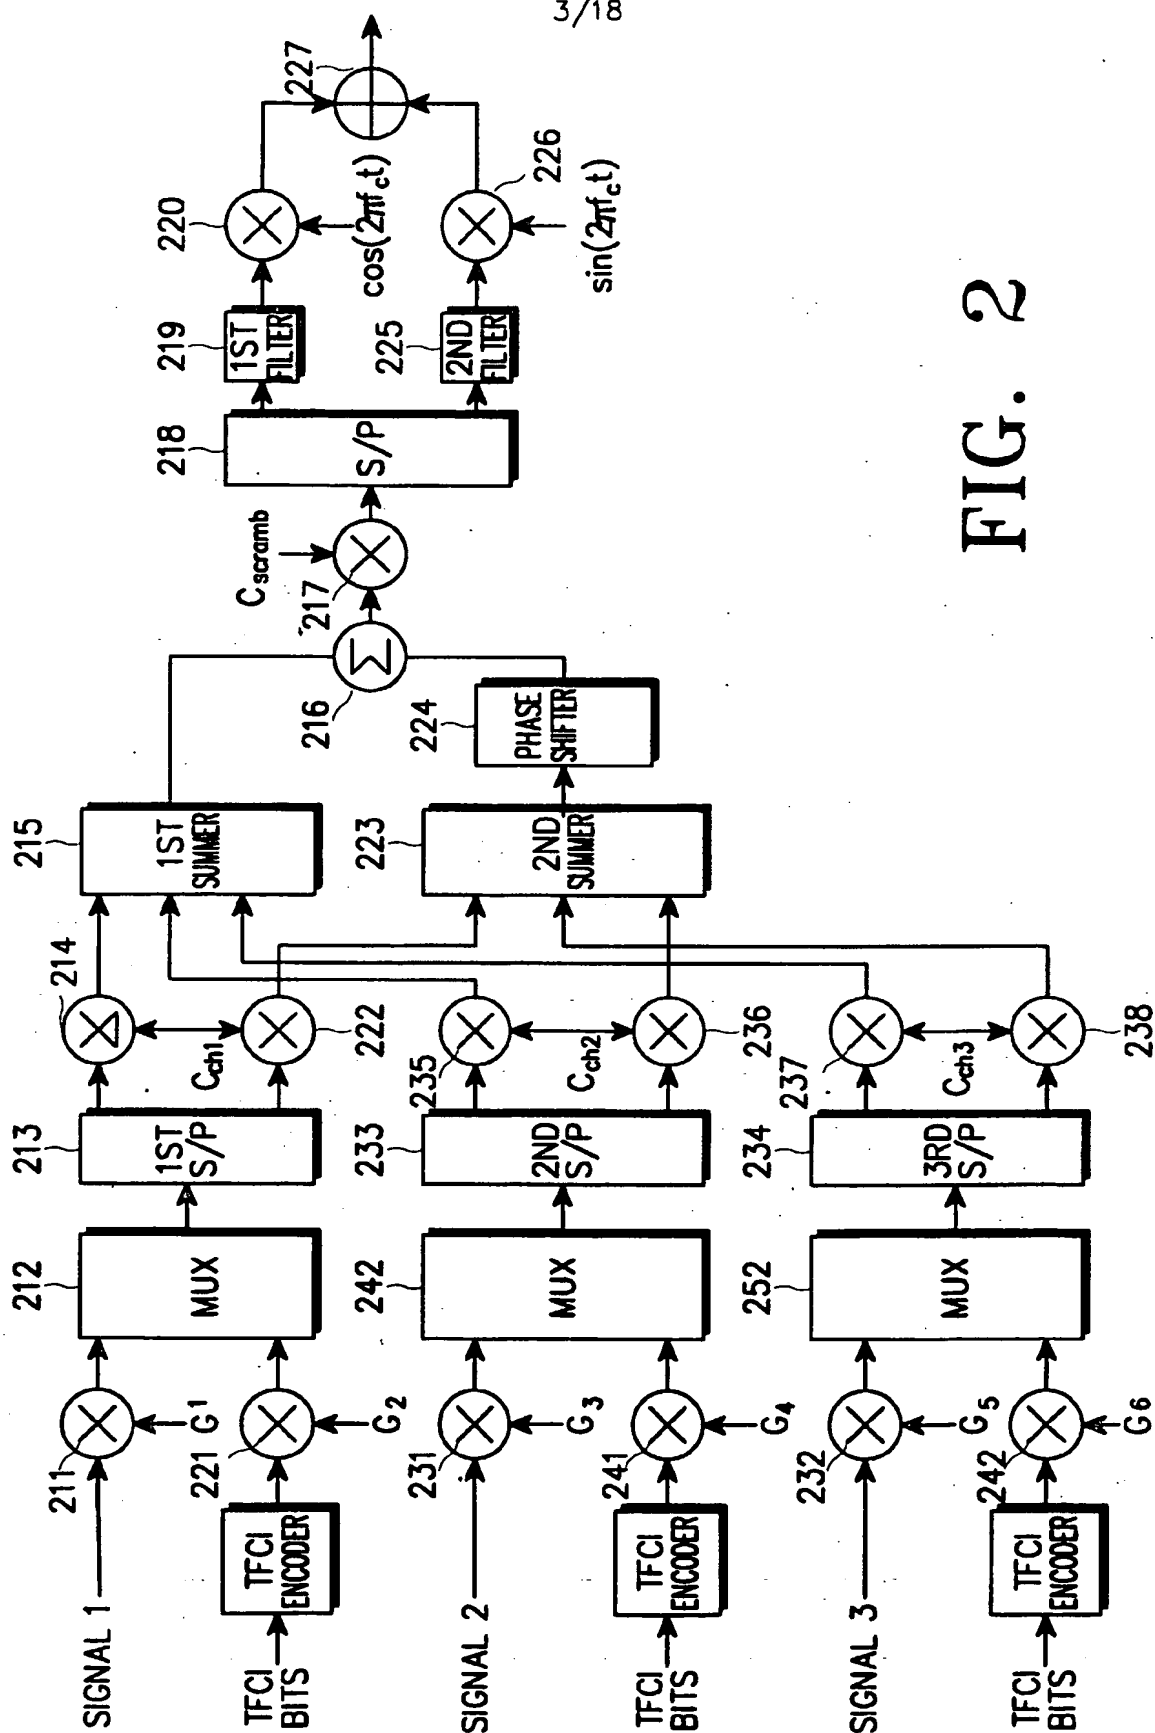 3/18
SIGNAL 1
211
G1
TFCI
BITS
TFCI
ENCODER
221
G2
212
MUX
213
1ST
S/P
214
Cch1
222
215
1ST
SUMMER
SIGNAL 2
231
G3
TFCI
BITS
TFCI
ENCODER
241
G4
242
MUX
233
2ND
S/P
235
Cch2
236
223
2ND
SUMMER
224
PHASE
SHIFTER
SIGNAL 3
232
G5
TFCI
BITS
TFCI
ENCODER
242
G6
252
MUX
234
3RD
S/P
237
Cch3
238
216
Σ
217
Cscramb
218
S/P
219
1ST
FILTER
220
cos(2πfct)
225
2ND
FILTER
226
sin(2πfct)
227
FIG. 2